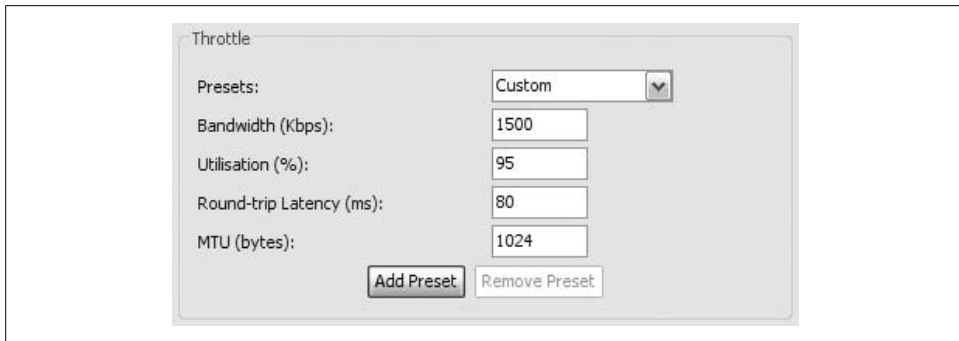 Throttle
Presets: Custom
Bandwidth (Kbps): 1500
Utilisation (%): 95
Round-trip Latency (ms): 80
MTU (bytes): 1024
Add Preset Remove Preset